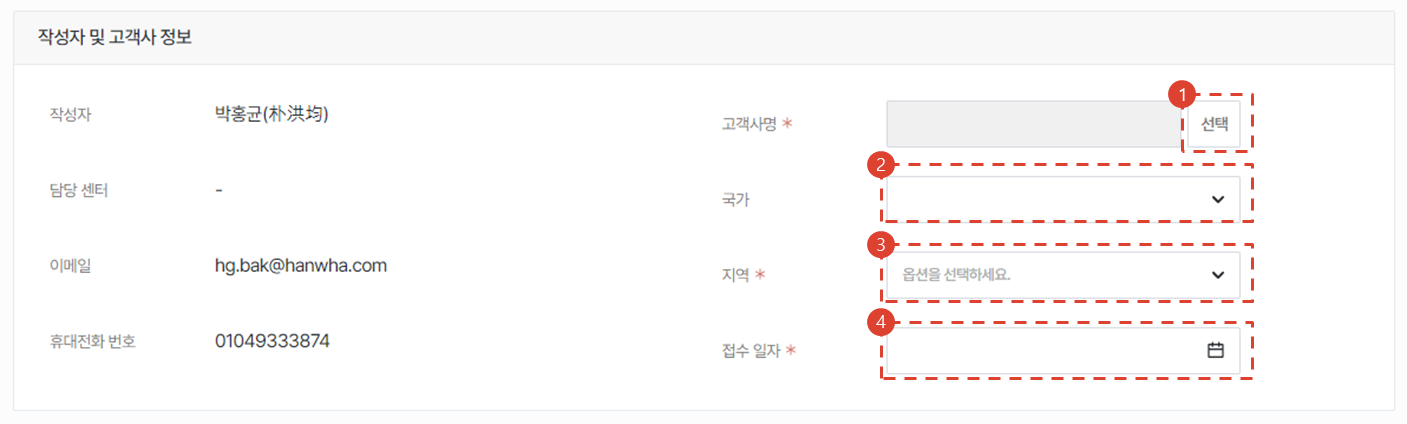 작성자 및 고객사 정보
작성자
박홍균(朴洪均)
담당 센터
-
이메일
hg.bak@hanwha.com
휴대전화 번호
01049333874
고객사명 *
1
선택
국가
2
지역 *
3
옵션을 선택하세요.
접수 일자 *
4